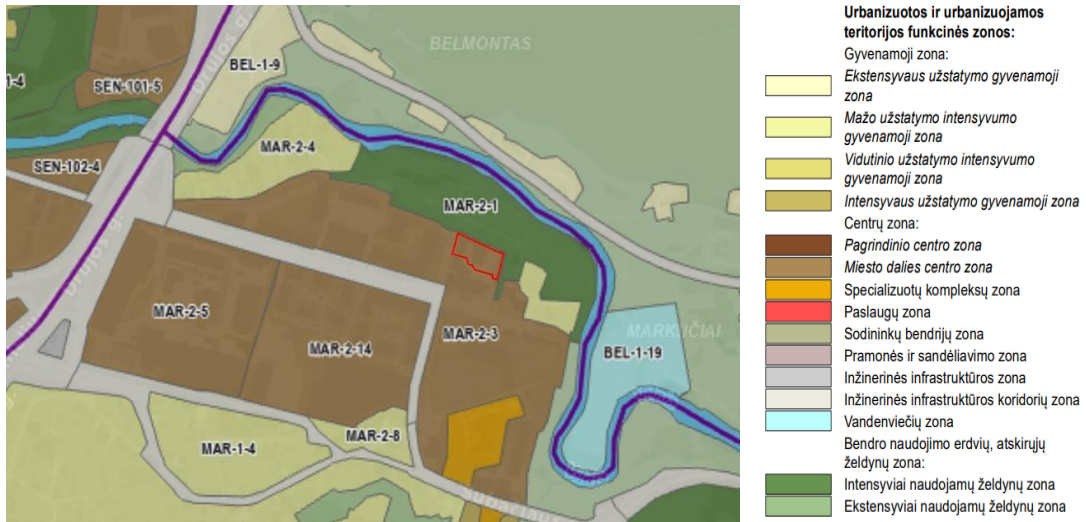 BELMONTAS
Drujos g.
BEL-1-9
1-4
SEN-101-5
MAR-2-4
SEN-102-4
MAR-2-1
Drujos g.
MAR-2-5
MAR-2-3
MARKUČIAI
MAR-2-14
BEL-1-19
MAR-2-8
MAR-1-4
Subačiaus
Urbanizuotos ir urbanizuojamos
teritorijos funkcinės zonos:
Gyvenamoji zona:
Ekstensyvaus užstatymo gyvenamoji
zona
Mažo užstatymo intensyvumo
gyvenamoji zona
Vidutinio užstatymo intensyvumo
gyvenamoji zona
Intensyvaus užstatymo gyvenamoji zona
Centrų zona:
Pagrindinio centro zona
Miesto dalies centro zona
Specializuotų kompleksų zona
Paslaugų zona
Sodininkų bendrijų zona
Pramonės ir sandėliavimo zona
Inžinerinės infrastruktūros zona
Inžinerinės infrastruktūros koridorių zona
Vandenviečių zona
Bendro naudojimo erdvių, atskirųjų
želdynų zona:
Intensyviai naudojamų želdynų zona
Ekstensyviai naudojamų želdynų zona